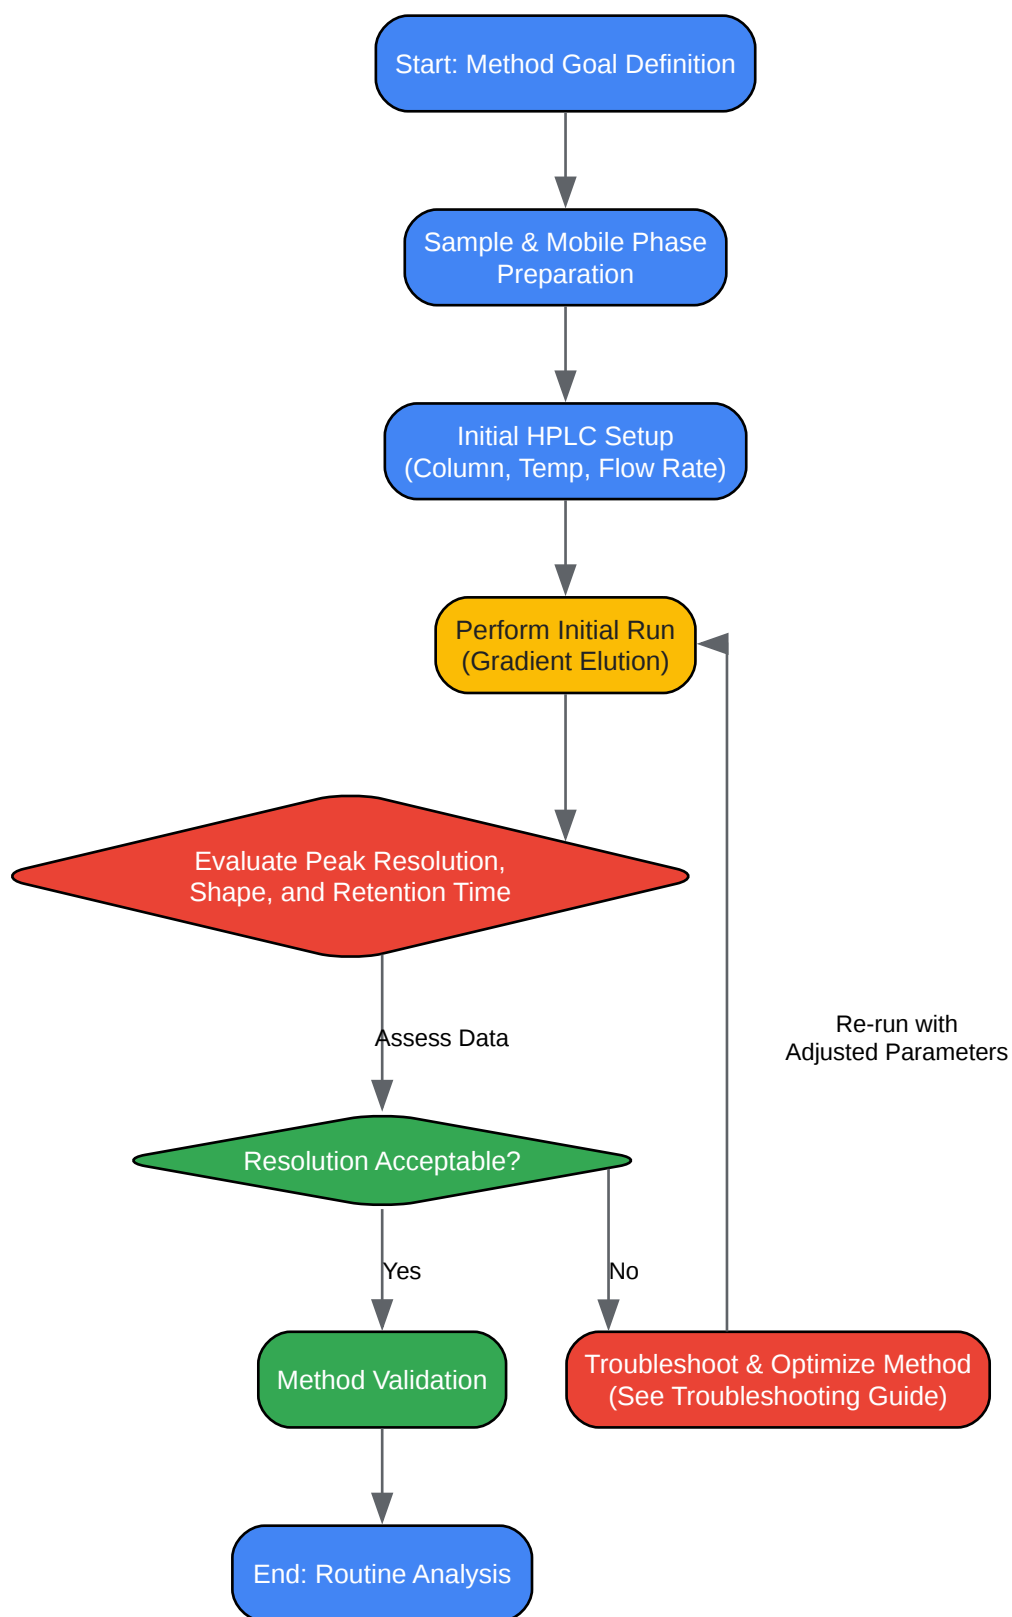 Start: Method Goal Definition
Sample & Mobile Phase
Preparation
Initial HPLC Setup
(Column, Temp, Flow Rate)
Perform Initial Run
(Gradient Elution)
Evaluate Peak Resolution,
Shape, and Retention Time
Re-run with
Adjusted Parameters
Assess Data
Resolution Acceptable?
Yes
No
Method Validation
Troubleshoot & Optimize Method
(See Troubleshooting Guide)
End: Routine Analysis